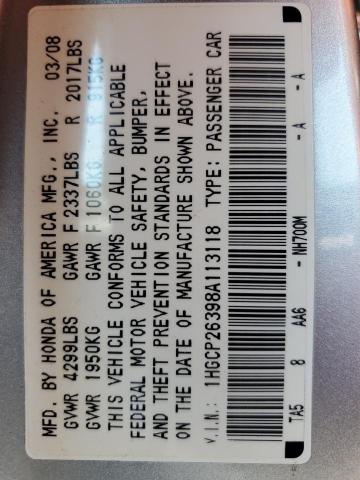 MFD. BY HONDA OF AMERICA MFG., INC. 03/08
GVWR 4299LBS GAWR F 2337LBS R 2017LBS
GVWR 1950KG GAWR F 1060KG R 915KG
THIS VEHICLE CONFORMS TO ALL APPLICABLE
FEDERAL MOTOR VEHICLE SAFETY, BUMPER,
AND THEFT PREVENTION STANDARDS IN EFFECT
ON THE DATE OF MANUFACTURE SHOWN ABOVE.
V.I.N.: 1HGCP26398A113118 TYPE: PASSENGER CAR
TA5 8 AA6 - NH700M - A - A